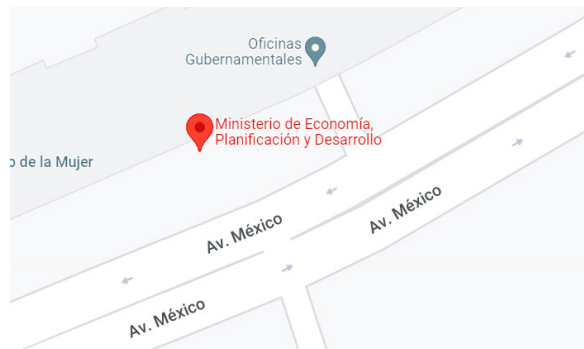 Oficinas
Gubernamentales
Ministerio de Economía,
Planificación y Desarrollo
o de la Mujer
Av. México
Av. México
Av. México